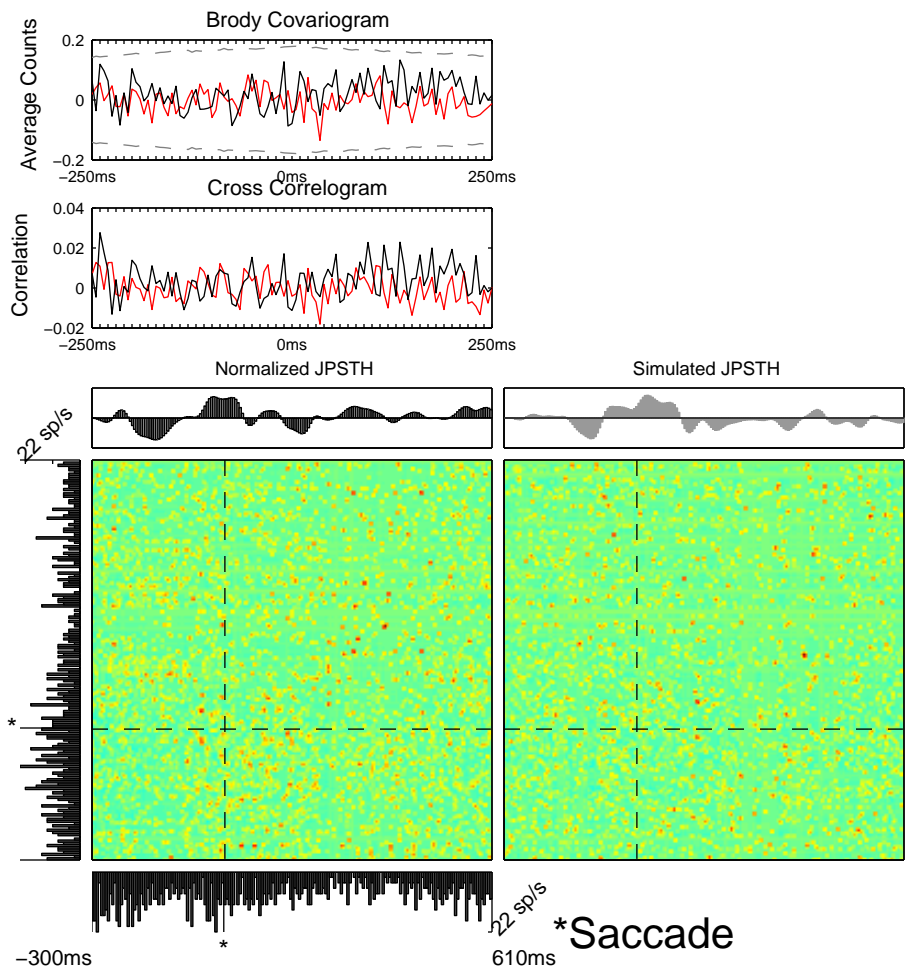 Brody Covariogram
Average Counts
0.2
0
−0.2
−250ms
0ms
250ms
Cross Correlogram
Correlation
0.04
0.02
0
−0.02
−250ms
0ms
250ms
Normalized JPSTH
Simulated JPSTH
22 sp/s
*
22 sp/s
*
*Saccade
−300ms
610ms